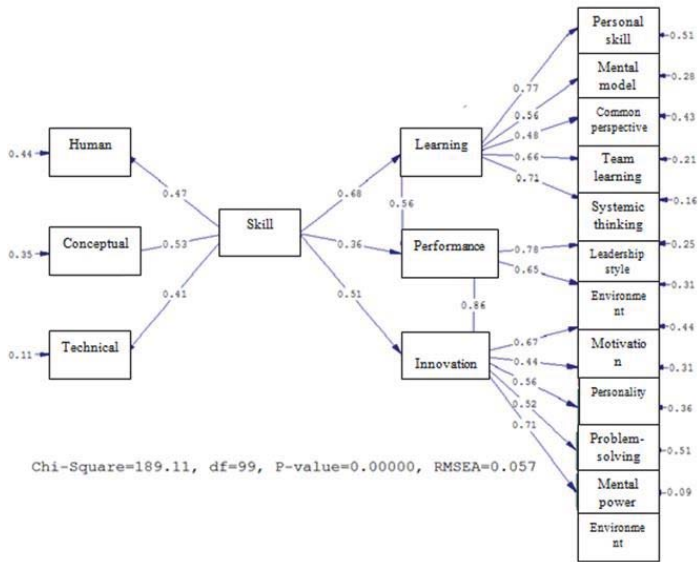 Personal
skill
0.51
Mental
model
0.28
0.77
0.56
Common
perspective
0.43
0.48
Human
0.44
Learning
0.66
Team
learning
0.21
0.71
0.47
0.68
0.56
Systemic
thinking
0.16
Skill
Conceptual
0.35
0.53
0.36
Performance
0.78
Leadership
style
0.25
0.65
0.41
0.51
Environme
nt
0.31
0.86
0.44
Technical
0.11
Innovation
0.67
Motivatio
n
0.44
0.31
0.56
Personality
0.36
0.52
0.71
Problem-
solving
0.51
Chi-Square=189.11, df=99, P-value=0.00000, RMSEA=0.057
Mental
power
0.09
Environme
nt